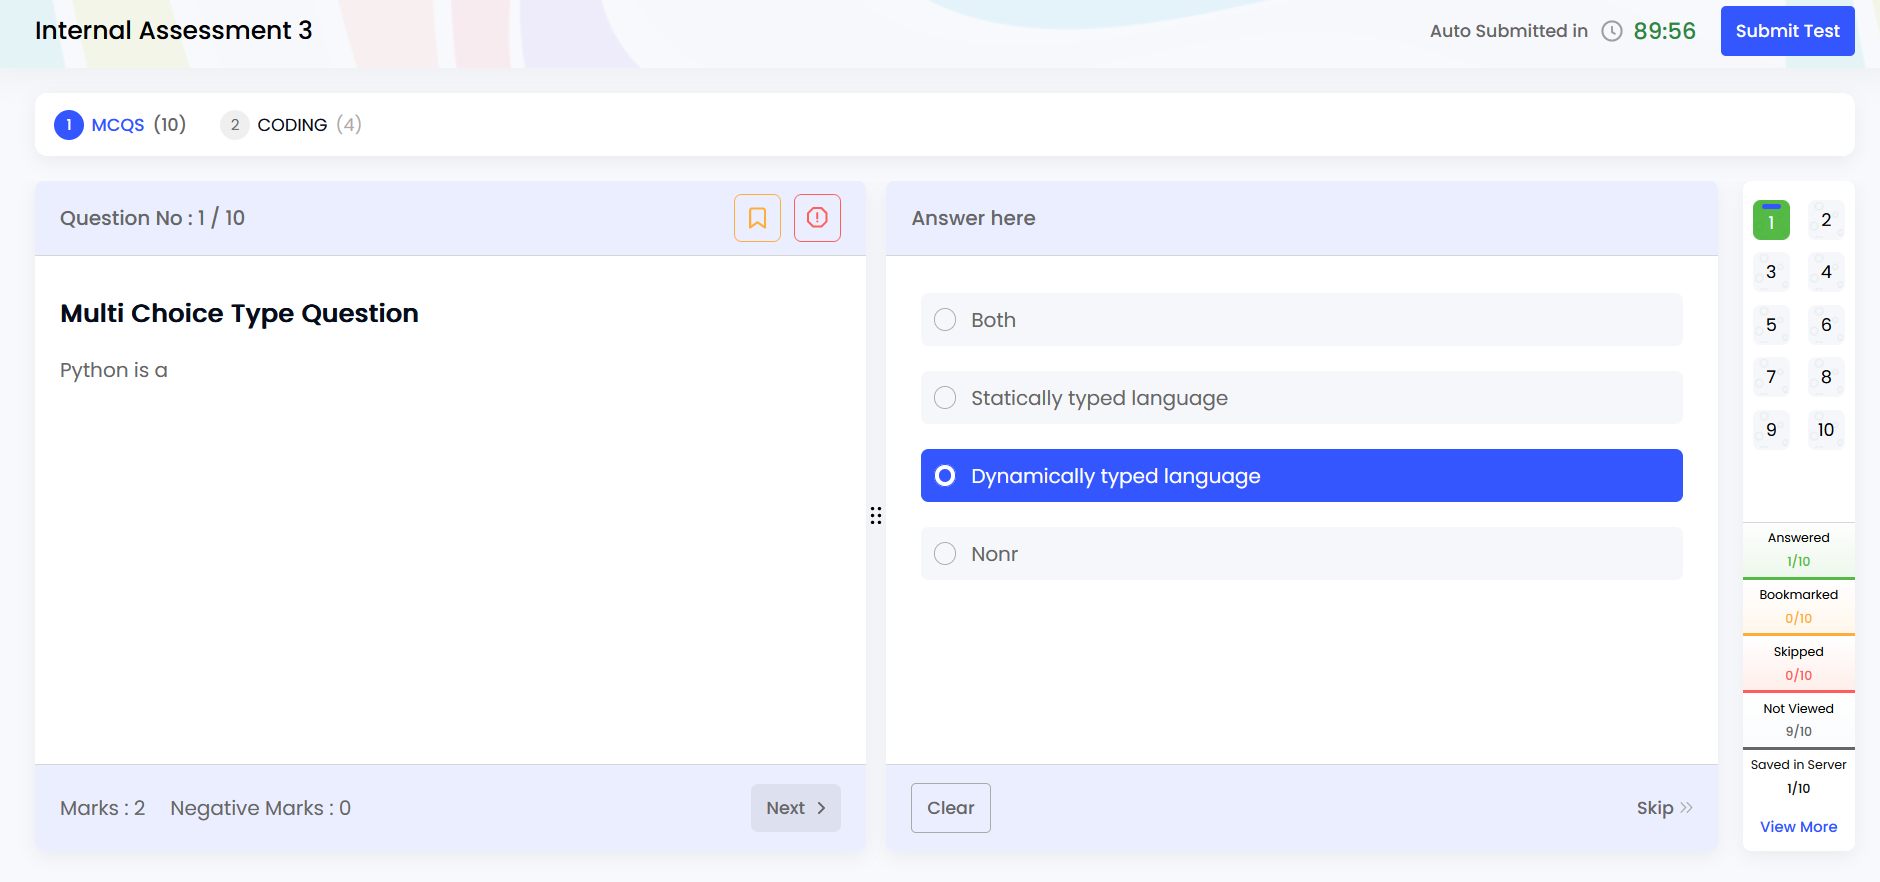 Internal Assessment 3
Auto Submitted in 89:56 Submit Test
1 MCQS (10) 2 CODING (4)
Question No : 1 / 10
Multi Choice Type Question
Python is a
Marks : 2 Negative Marks : 0 Next
Answer here
Both
Statically typed language
Dynamically typed language
Nonr
Clear Skip
1 2
3 4
5 6
7 8
9 10
Answered
1/10
Bookmarked
0/10
Skipped
0/10
Not Viewed
9/10
Saved in Server
1/10
View More